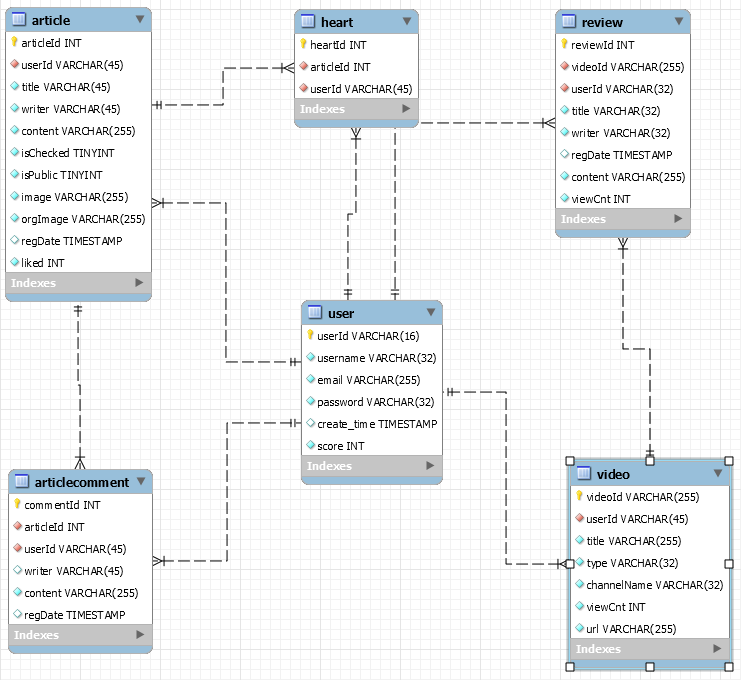 article
articleId INT
userId VARCHAR(45)
title VARCHAR(45)
writer VARCHAR(45)
content VARCHAR(255)
isChecked TINYINT
isPublic TINYINT
image VARCHAR(255)
orgImage VARCHAR(255)
regDate TIMESTAMP
liked INT
Indexes
heart
heartId INT
articleId INT
userId VARCHAR(45)
Indexes
review
reviewId INT
videoId VARCHAR(255)
userId VARCHAR(32)
title VARCHAR(32)
writer VARCHAR(32)
regDate TIMESTAMP
content VARCHAR(255)
viewCnt INT
Indexes
user
userId VARCHAR(16)
username VARCHAR(32)
email VARCHAR(255)
password VARCHAR(32)
create_time TIMESTAMP
score INT
Indexes
articlecomment
commentId INT
articleId INT
userId VARCHAR(45)
writer VARCHAR(45)
content VARCHAR(255)
regDate TIMESTAMP
Indexes
video
videoId VARCHAR(255)
userId VARCHAR(45)
title VARCHAR(255)
type VARCHAR(32)
channelName VARCHAR(32)
viewCnt INT
url VARCHAR(255)
Indexes